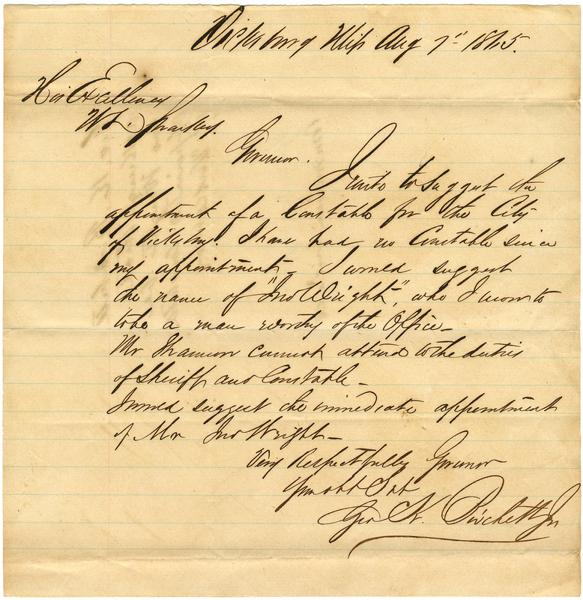 Vicksburg Miss Aug 7th 1865.
His Excellency
W. L. Sharkey.
Governor.
I write to suggest the
appointment of a Constable for the City
of Vicksburg. I have had no Constable since
my appointment. I would suggest
the name of "Jno Wright", who I know to
to be a man worthy of the Office –
Mr Shannon cannot attend to the duties
of Sheriff and Constable –
I would suggest the immediate appointment
of Mr Jno Wright –
Very Respectfully Governor
Your obt Svt
Geo N.